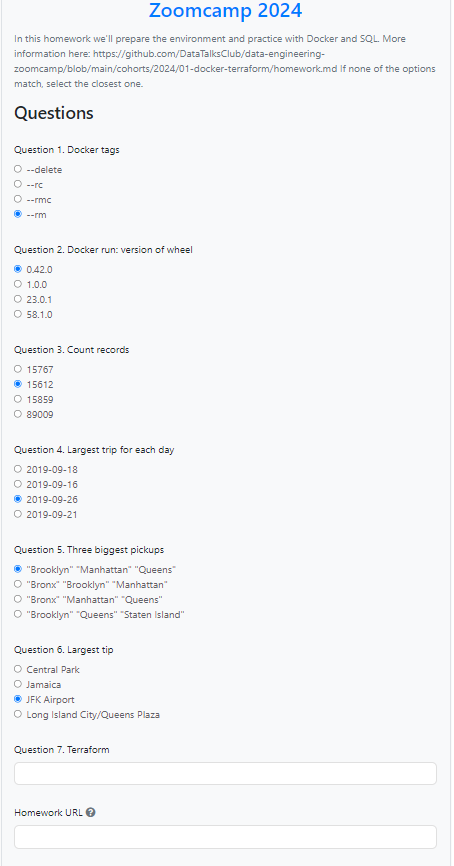 Zoomcamp 2024
In this homework we'll prepare the environment and practice with Docker and SQL. More
information here: https://github.com/DataTalksClub/data-engineering-
zoomcamp/blob/main/cohorts/2024/01-docker-terraform/homework.md If none of the options
match, select the closest one.
Questions
Question 1. Docker tags
--delete
--rc
--rmc
--rm
Question 2. Docker run: version of wheel
0.42.0
1.0.0
23.0.1
58.1.0
Question 3. Count records
15767
15612
15859
89009
Question 4. Largest trip for each day
2019-09-18
2019-09-16
2019-09-26
2019-09-21
Question 5. Three biggest pickups
"Brooklyn" "Manhattan" "Queens"
"Bronx" "Brooklyn" "Manhattan"
"Bronx" "Manhattan" "Queens"
"Brooklyn" "Queens" "Staten Island"
Question 6. Largest tip
Central Park
Jamaica
JFK Airport
Long Island City/Queens Plaza
Question 7. Terraform
Homework URL ?